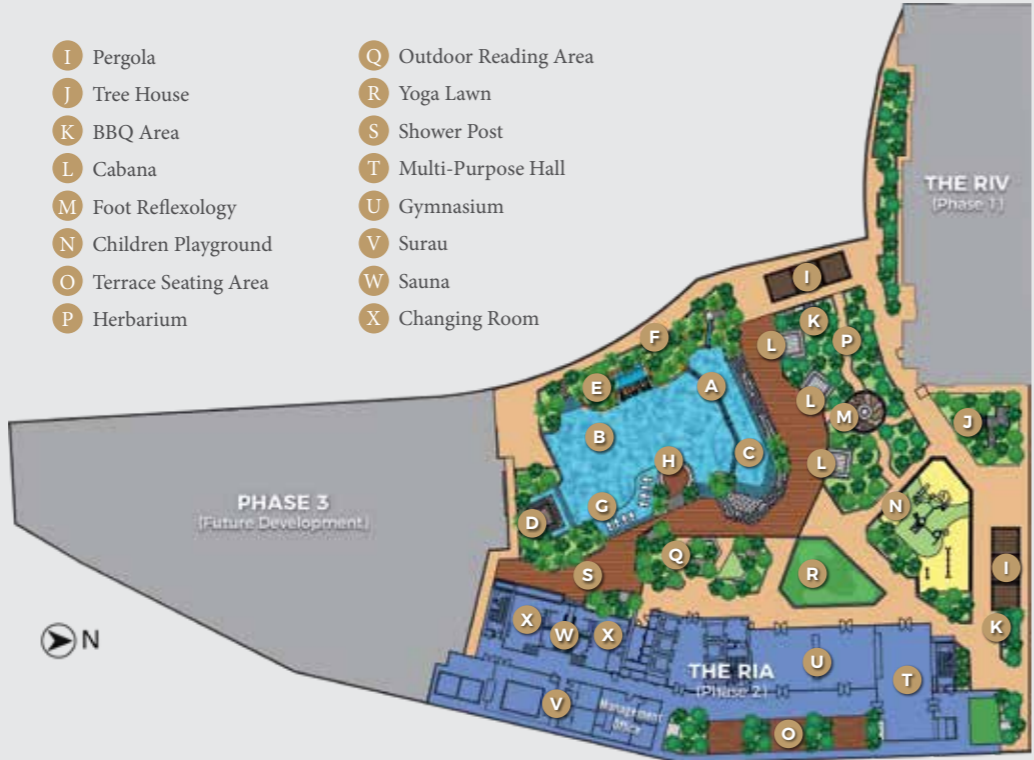 I Pergola
J Tree House
K BBQ Area
L Cabana
M Foot Reflexology
N Children Playground
O Terrace Seating Area
P Herbarium
Q Outdoor Reading Area
R Yoga Lawn
S Shower Post
T Multi-Purpose Hall
U Gymnasium
V Surau
W Sauna
X Changing Room
THE RIV
(Phase 1)
I
K
P
L
F
A
E
L
M
J
B
C
H
L
N
PHASE 3
(Future Development)
G
D
Q
I
S
R
X
W
X
K
N
THE RIA
(Phase 2)
U
T
V
Management
Office
O